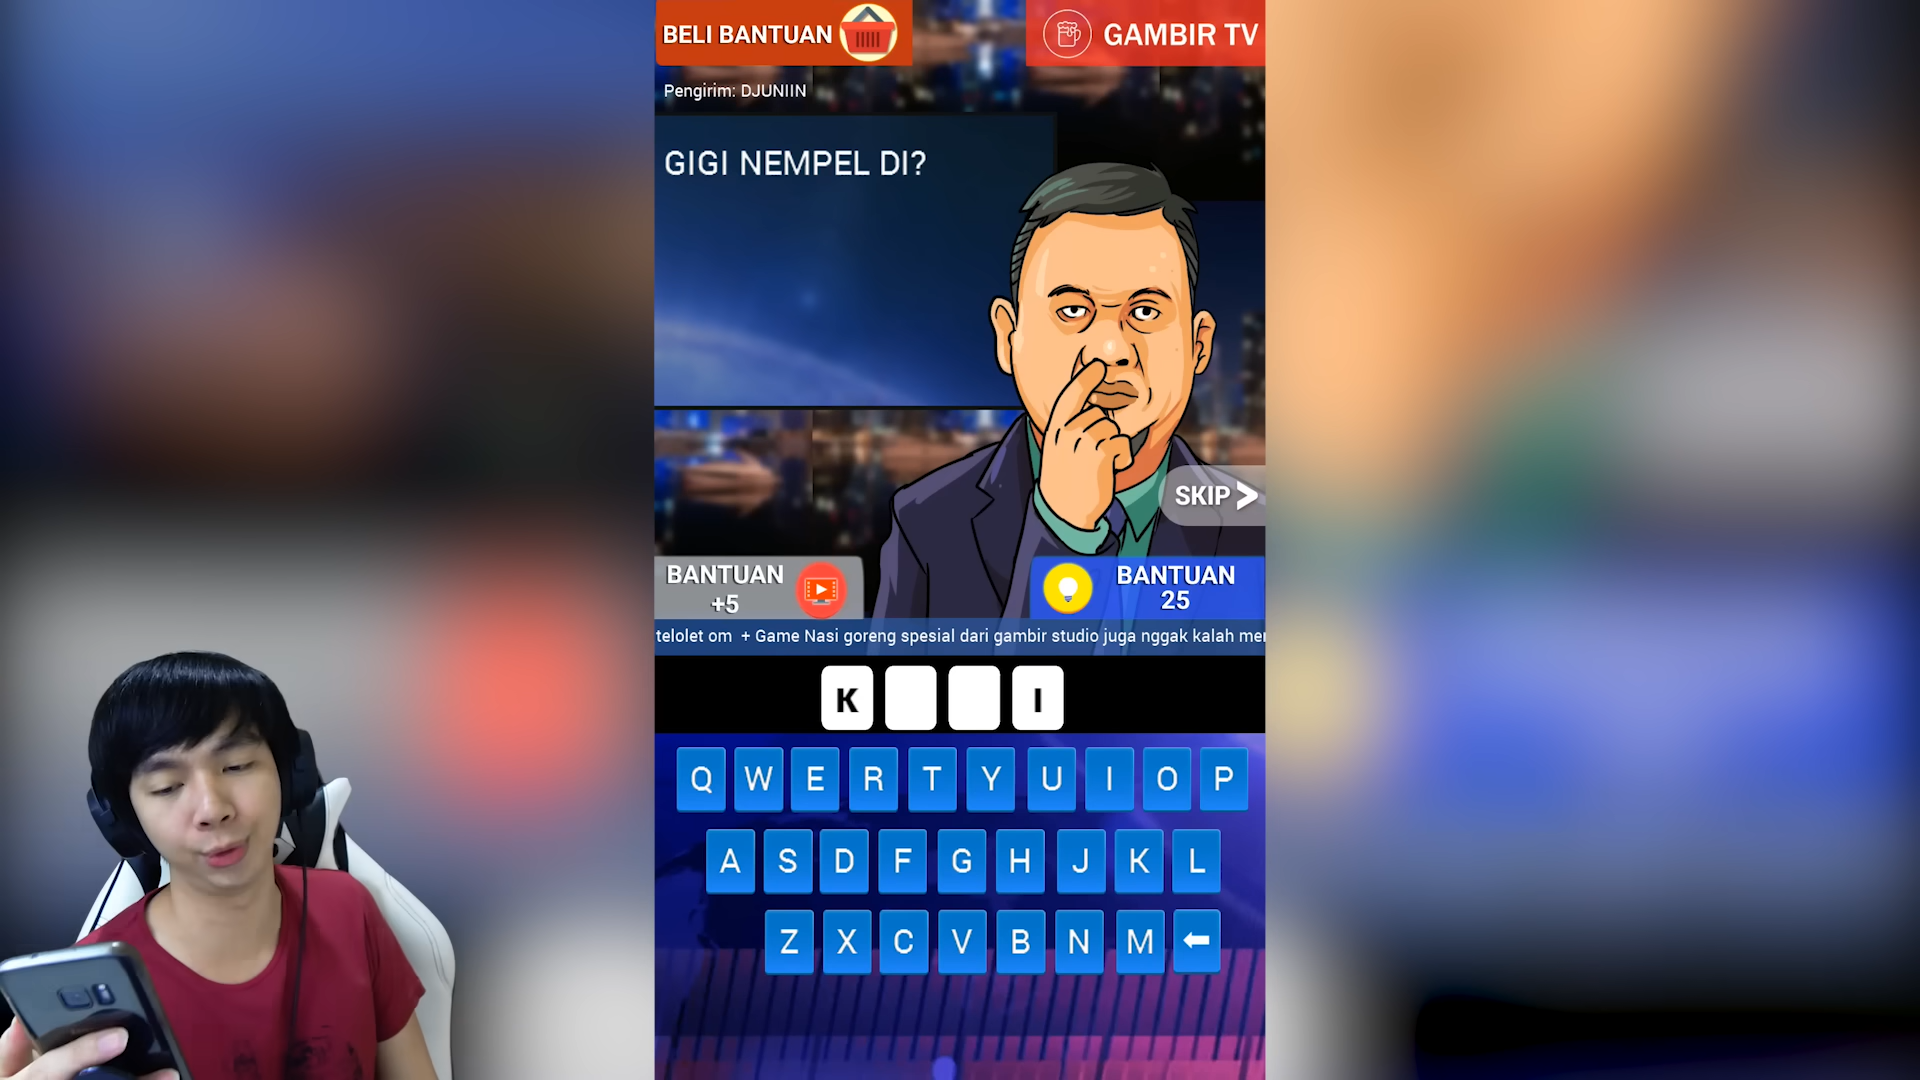 BELI BANTUAN
GAMBIR TV
Pengirim: DJUNIIN
GIGI NEMPEL DI?
SKIP
BANTUAN
+5
BANTUAN
25
telolet om + Game Nasi goreng spesial dari gambir studio juga nggak kalah
K I
Q W E R T Y U I O P
A S D F G H J K L
Z X C V B N M